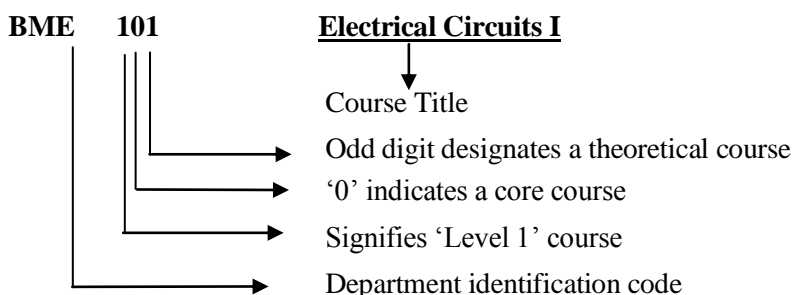 BME 101 Electrical Circuits I
Course Title
Odd digit designates a theoretical course
‘0’ indicates a core course
Signifies ‘Level 1’ course
Department identification code